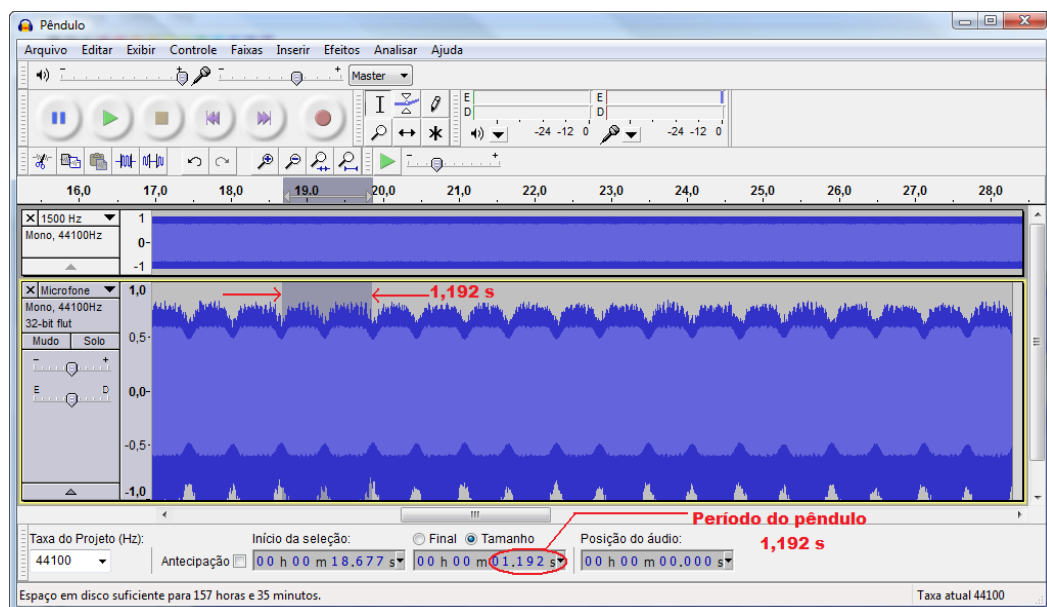 Pêndulo
Arquivo Editar Exibir Controle Faixas Inserir Efeitos Analisar Ajuda
Master
E
D
-24 -12 0
E
D
-24 -12 0
16,0 17,0 18,0 19,0 20,0 21,0 22,0 23,0 24,0 25,0 26,0 27,0 28,0
1500 Hz
Mono, 44100Hz
1
0-
-1
Microfone
Mono, 44100Hz
32-bit flut
Mudo Solo
- +
E D
1,0
0,5-
0,0-
-0,5-
-1,0
1,192 s
Período do pêndulo
1,192 s
Taxa do Projeto (Hz):
44100
Antecipação
Início da seleção:
00 h 00 m 18.677 s
Final Tamanho
00 h 00 m 01.192 s
Posição do áudio:
00 h 00 m 00.000 s
Espaço em disco suficiente para 157 horas e 35 minutos.
Taxa atual 44100